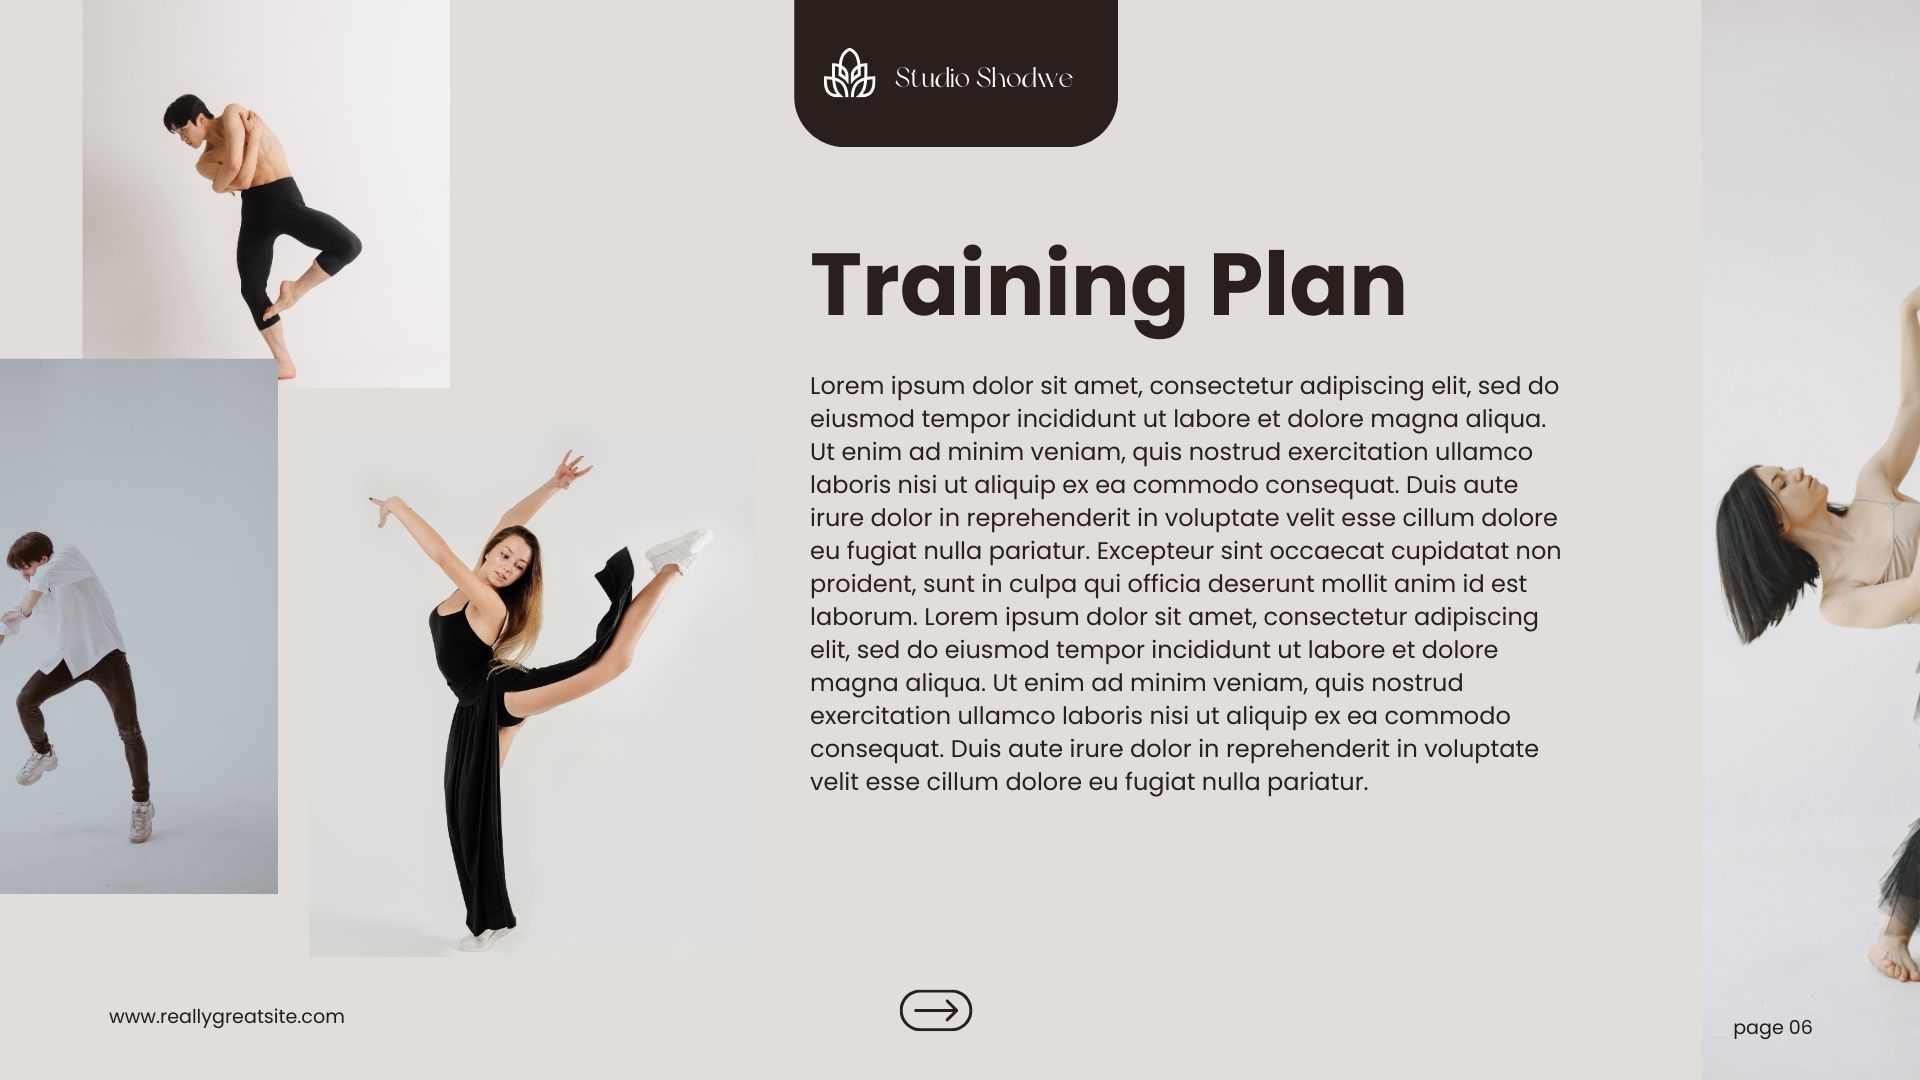 Studio Shodwe
Training Plan
Lorem ipsum dolor sit amet, consectetur adipiscing elit, sed do
eiusmod tempor incididunt ut labore et dolore magna aliqua.
Ut enim ad minim veniam, quis nostrud exercitation ullamco
laboris nisi ut aliquip ex ea commodo consequat. Duis aute
irure dolor in reprehenderit in voluptate velit esse cillum dolore
eu fugiat nulla pariatur. Excepteur sint occaecat cupidatat non
proident, sunt in culpa qui officia deserunt mollit anim id est
laborum. Lorem ipsum dolor sit amet, consectetur adipiscing
elit, sed do eiusmod tempor incididunt ut labore et dolore
magna aliqua. Ut enim ad minim veniam, quis nostrud
exercitation ullamco laboris nisi ut aliquip ex ea commodo
consequat. Duis aute irure dolor in reprehenderit in voluptate
velit esse cillum dolore eu fugiat nulla pariatur.
www.reallygreatsite.com
page 06